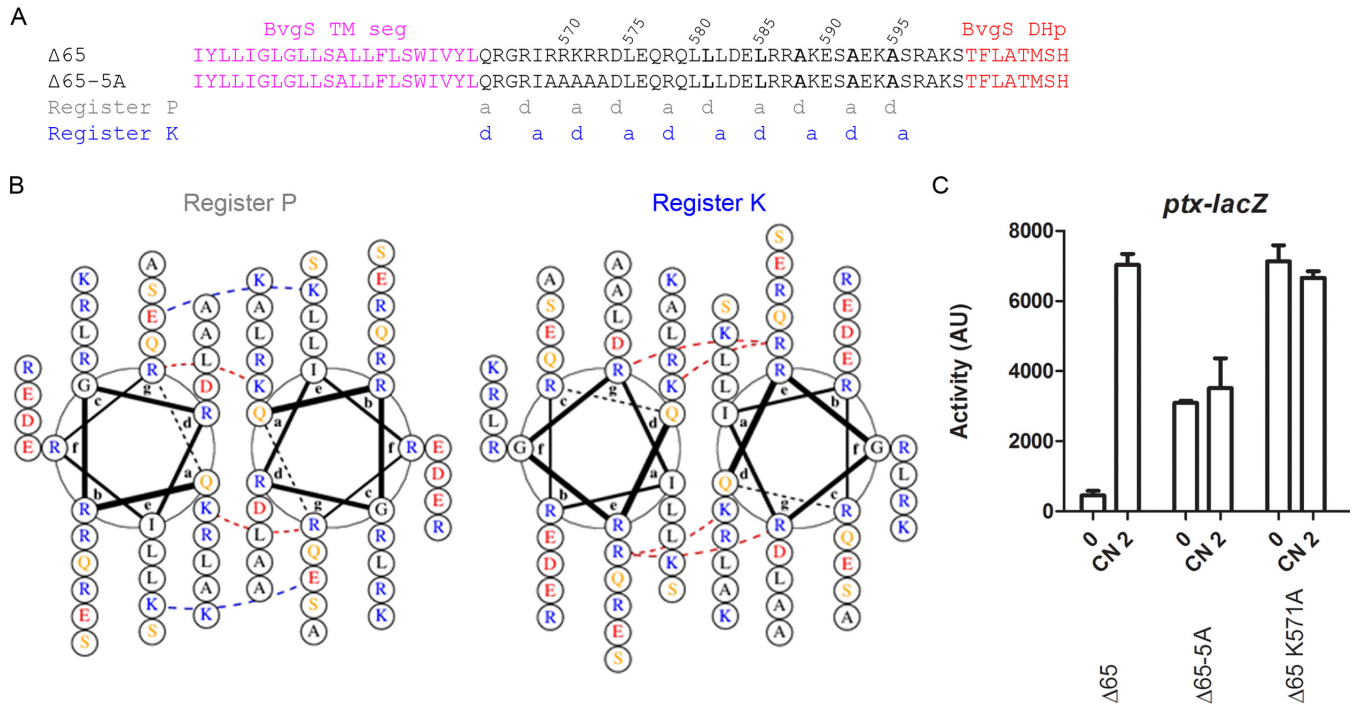 A
BvgS TM seg
570
575
580
585
590
595
BvgS DHp
Δ65 IYLLIGLGLLSALLFLSWIVYLQRGRIRRKRRDLEQRQLLLDELRRAKESAEKASRAKSTFLATMSH
Δ65-5A IYLLIGLGLLSALLFLSWIVYLQRGRIAAAAADLEQRQLLLDELRRAKESAEKASRAKSTFLATMSH
Register P a d a d a d a d a d
Register K d a d a d a d a d a
B
Register P
R E D E R f
K R L R G c
A S E Q R g
A A L D R d
K A L R K Q a
S K L L I e
S E R Q R R b
R E D E R f
b R R Q R E S
e I L L K S
a Q K R L A K
d R D L A A
g R Q E S A
c G R L R K
Register K
K R L R G f
A S E Q R c
A A L D R g
K A L R K Q d
S K L L I a
S E R Q R R e
R E D E R b
f G R L R K
b R E D E R
e R R Q R E S
a I L L K S
d Q K R L A K
g R D L A A
c R Q E S A
C
ptx-lacZ
Activity (AU)
8000
6000
4000
2000
0
0 CN 2 0 CN 2 0 CN 2
Δ65
Δ65-5A
Δ65 K571A